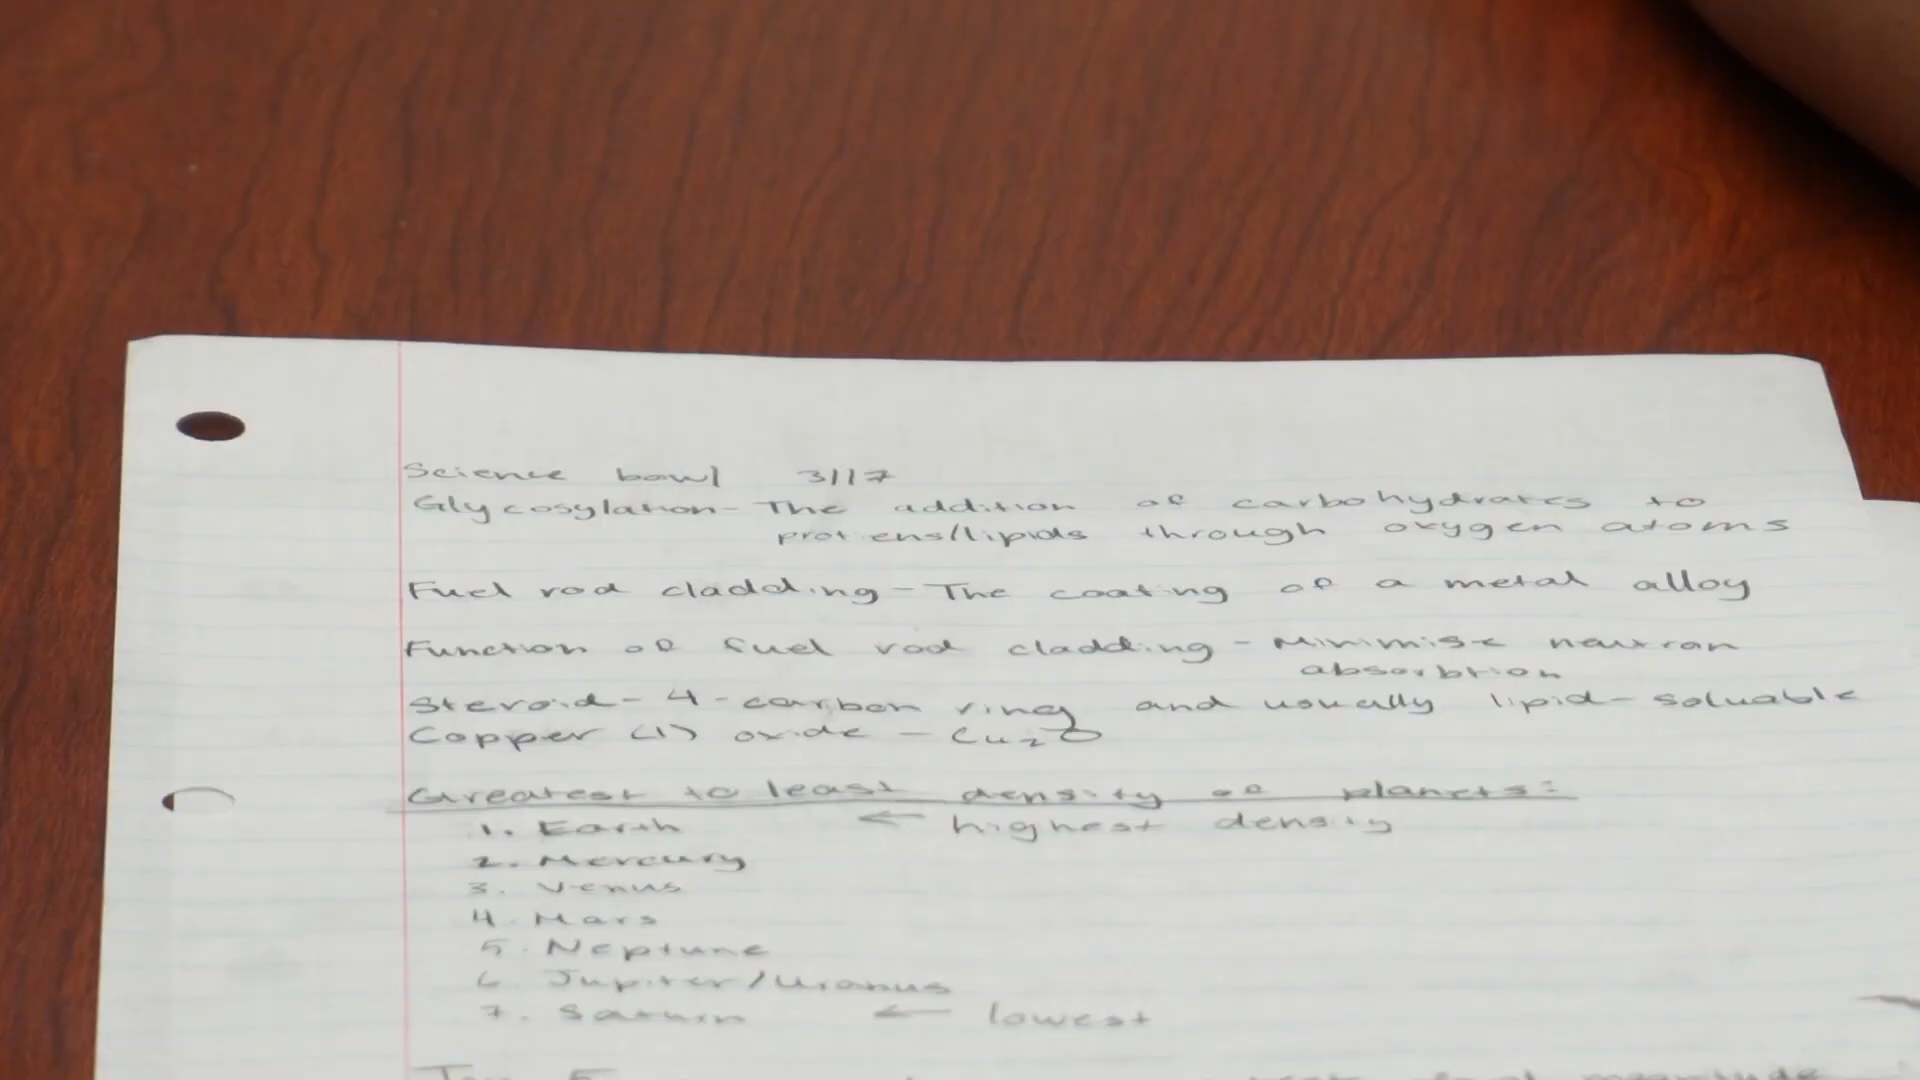 Science bowl 3/17
Glycosylation - The addition of carbohydrates to
protens/lipids through oxygen atoms
Fuel rod cladding - The coating of a metal alloy
Function of fuel rod cladding - Minimise neutron
absorbtion
Steroid - 4 - carbon ring and usually lipid-soluable
Copper (1) oxide - Cu₂O
Greatest to least density of planets:
1. Earth ← highest density
2. Mercury
3. Venus
4. Mars
5. Neptune
6. Jupiter/Uranus
7. Saturn ← lowest
magnitude